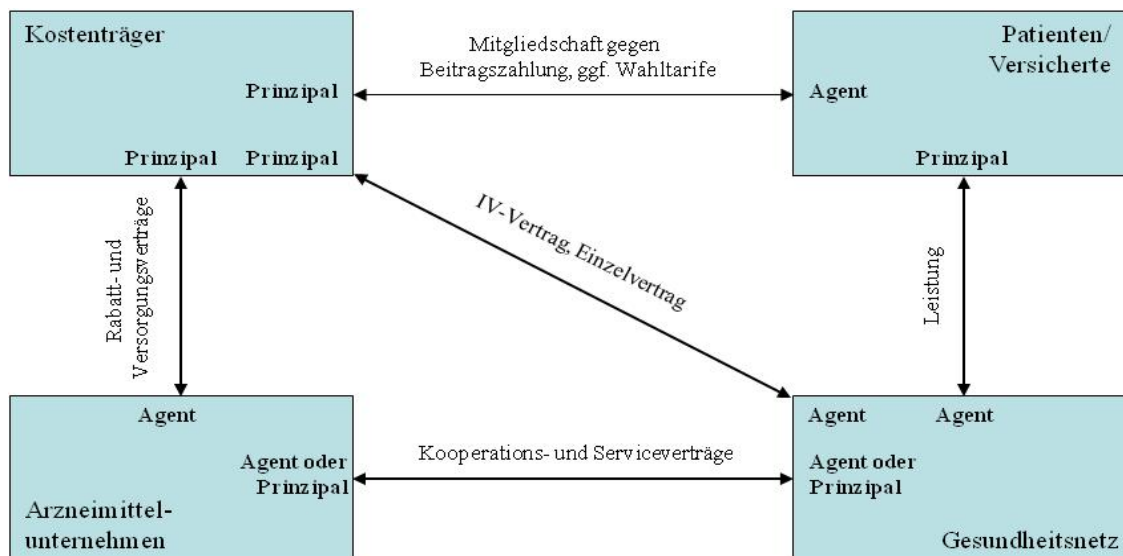 Kostenträger
Prinzipal
Prinzipal
Prinzipal
Mitgliedschaft gegen
Beitragszahlung, ggf. Wahltarife
Patienten/
Versicherte
Agent
Prinzipal
Rabatt- und
Versorgungsverträge
IV-Vertrag, Einzelvertrag
Leistung
Agent
Agent oder
Prinzipal
Arzneimittel-
unternehmen
Kooperations- und Serviceverträge
Agent
Agent
Agent oder
Prinzipal
Gesundheitsnetz